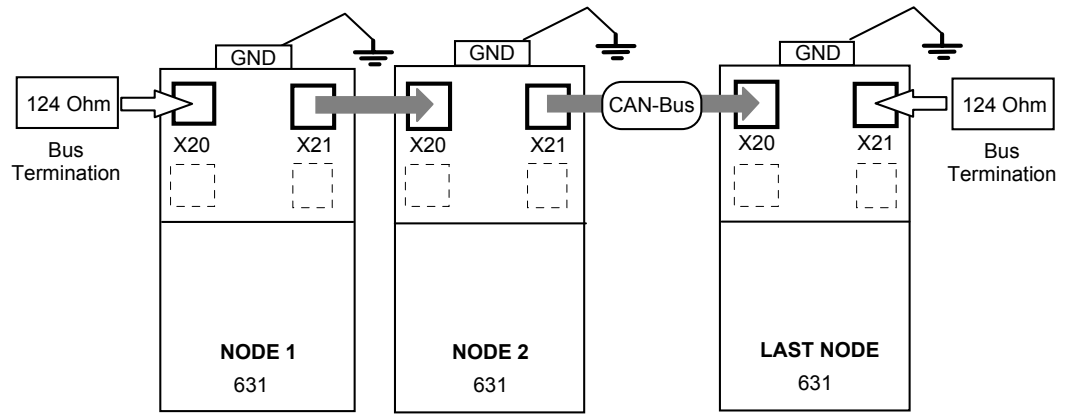 GND
GND
GND
124 Ohm
CAN-Bus
124 Ohm
X20
X21
X20
X21
X20
X21
Bus
Termination
Bus
Termination
NODE 1
631
NODE 2
631
LAST NODE
631